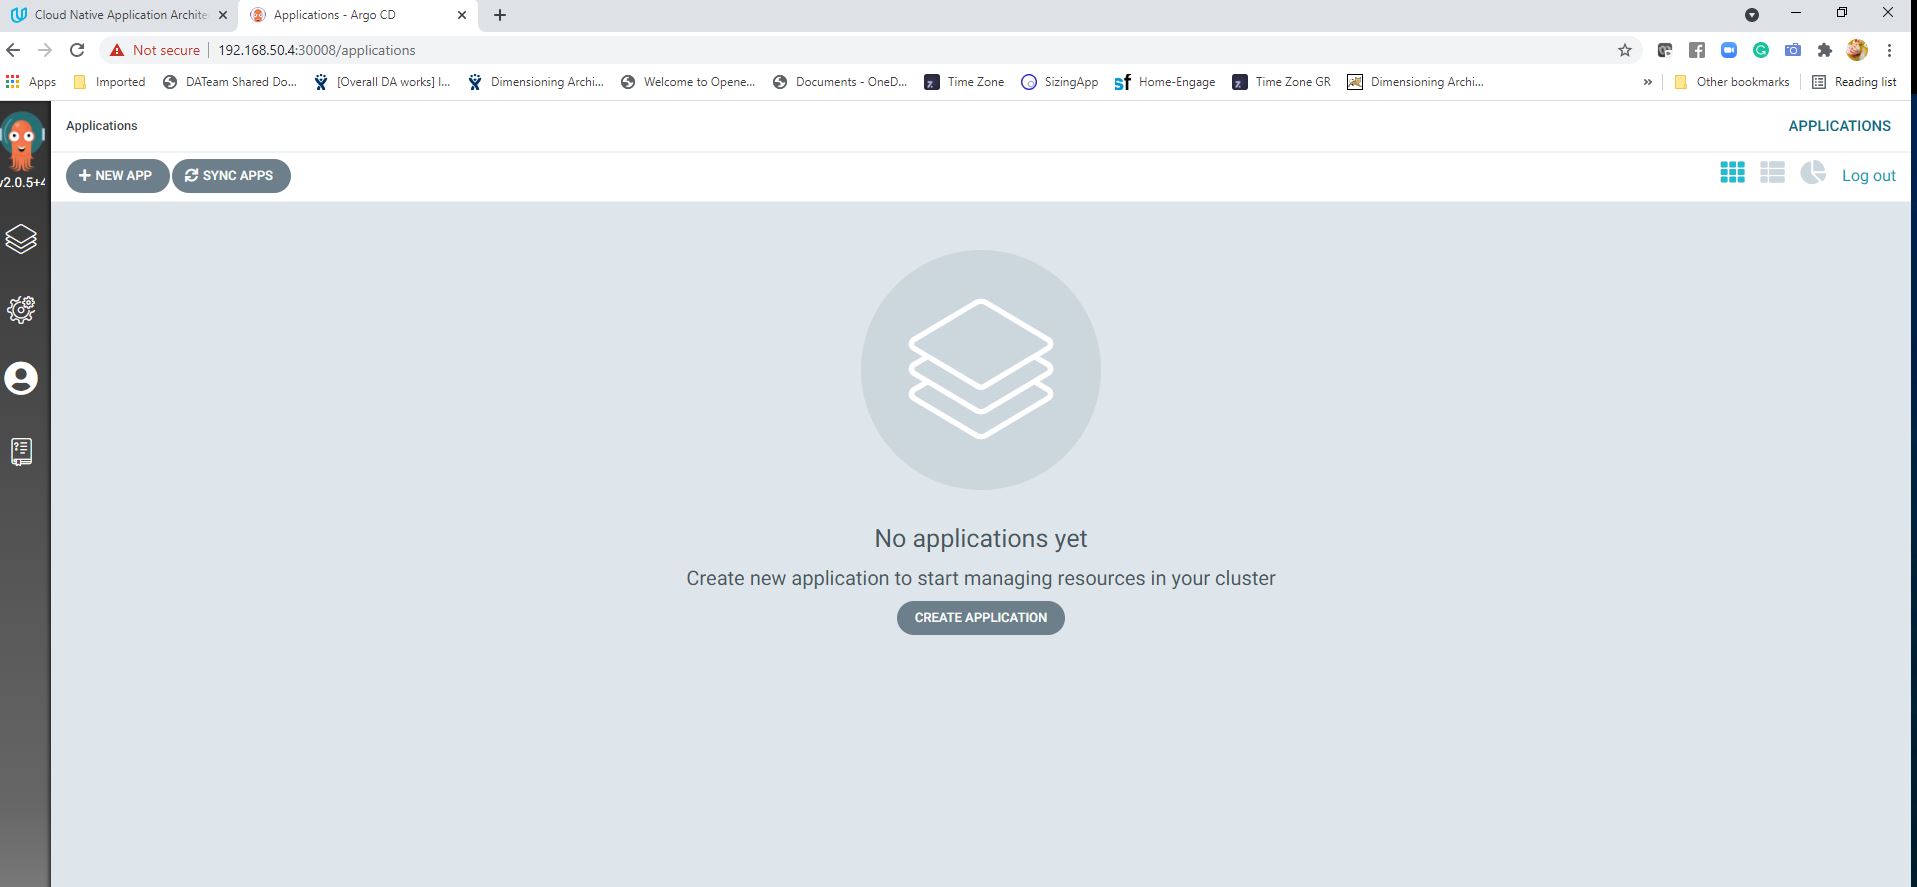 Cloud Native Application Archite
Applications - Argo CD
Not secure 192.168.50.4:30008/applications
Apps Imported DATeam Shared Do... [Overall DA works] I... Dimensioning Archi... Welcome to Opene... Documents - OneD... Time Zone SizingApp Home-Engage Time Zone GR Dimensioning Archi... » Other bookmarks Reading list
Applications APPLICATIONS
v2.0.5+4
NEW APP SYNC APPS Log out
No applications yet
Create new application to start managing resources in your cluster
CREATE APPLICATION